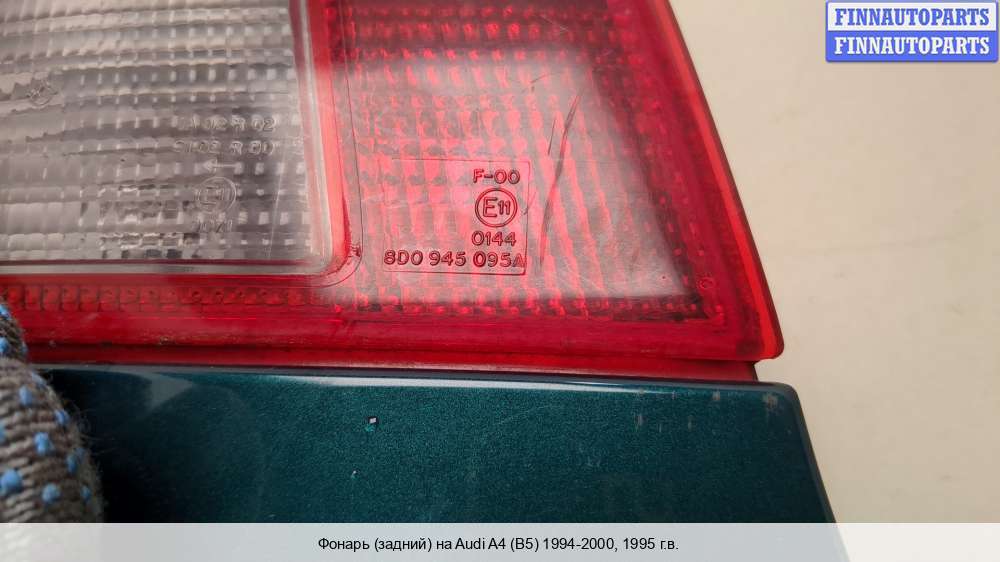 FINNAUTOPARTS
FINNAUTOPARTS
F-00
E11
0144
8D0 945 095A
Фонарь (задний) на Audi A4 (B5) 1994-2000, 1995 г.в.